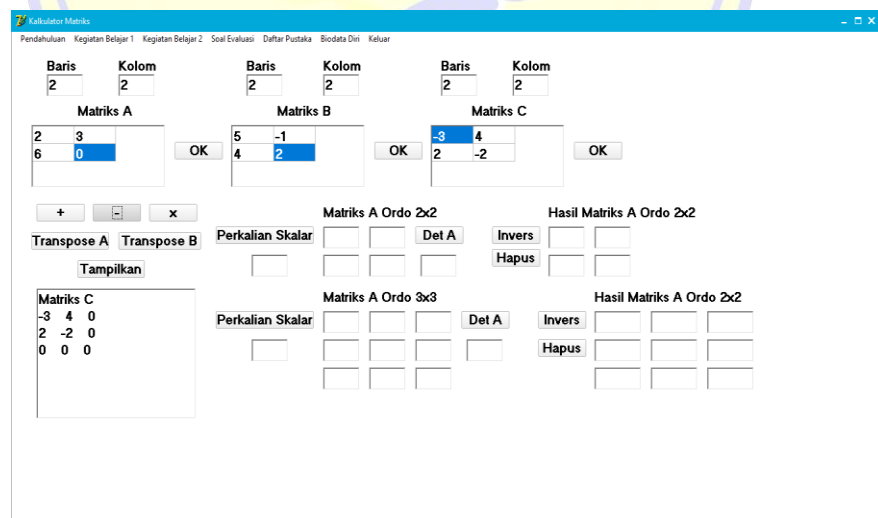 Kalkulator Matriks
Pendahuluan Kegiatan Belajar 1 Kegiatan Belajar 2 Soal Evaluasi Daftar Pustaka Biodata Diri Keluar
Baris Kolom Baris Kolom Baris Kolom
2 2 2 2 2 2
Matriks A Matriks B Matriks C
2 3 5 -1 -3 4
6 0 OK 4 2 OK 2 -2 OK
+ - x Matriks A Ordo 2x2 Hasil Matriks A Ordo 2x2
Transpose A Transpose B Perkalian Skalar Det A Invers
Tampilkan Hapus
Matriks C Matriks A Ordo 3x3 Hasil Matriks A Ordo 2x2
-3 4 0 Perkalian Skalar Det A Invers
2 -2 0
0 0 0 Hapus